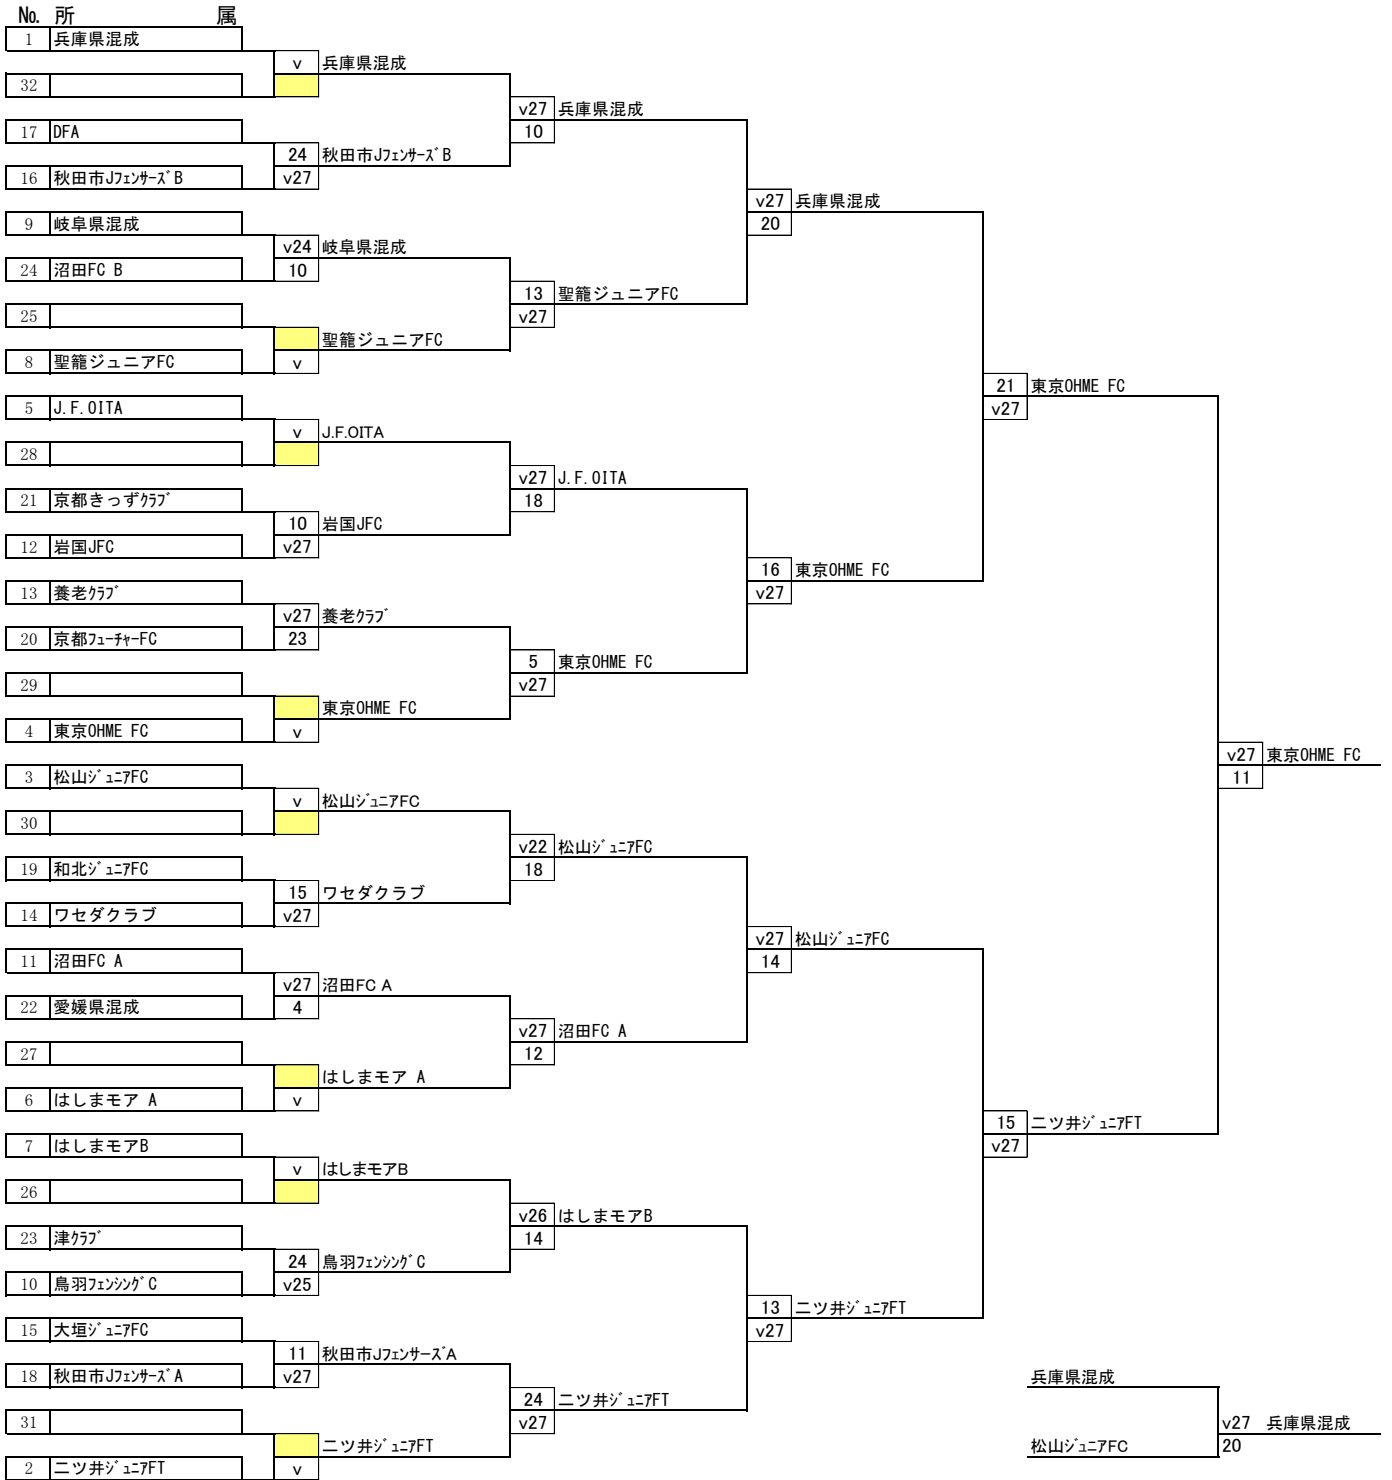 No. 所 属
1 兵庫県混成
v 兵庫県混成
32
v27 兵庫県混成
17 DFA
10
24 秋田市JﾌｪﾝｻｰｽﾞB
16 秋田市JﾌｪﾝｻｰｽﾞB
v27
v27 兵庫県混成
9 岐阜県混成
20
v24 岐阜県混成
24 沼田FC B
10
13 聖籠ジュニアFC
25
v27
聖籠ジュニアFC
8 聖籠ジュニアFC
v
21 東京OHME FC
5 J.F.OITA
v27
v J.F.OITA
28
v27 J.F.OITA
21 京都きっずｸﾗﾌﾞ
18
10 岩国JFC
12 岩国JFC
v27
16 東京OHME FC
13 養老ｸﾗﾌﾞ
v27
v27 養老ｸﾗﾌﾞ
20 京都ﾌｭｰﾁｬｰFC
23
5 東京OHME FC
29
v27
東京OHME FC
4 東京OHME FC
v
v27 東京OHME FC
3 松山ｼﾞｭﾆｱFC
11
v 松山ｼﾞｭﾆｱFC
30
v22 松山ｼﾞｭﾆｱFC
19 和北ｼﾞｭﾆｱFC
18
15 ワセダクラブ
14 ワセダクラブ
v27
v27 松山ｼﾞｭﾆｱFC
11 沼田FC A
14
v27 沼田FC A
22 愛媛県混成
4
v27 沼田FC A
27
12
はしまモア A
6 はしまモア A
v
15 二ツ井ｼﾞｭﾆｱFT
7 はしまモアB
v27
v はしまモアB
26
v26 はしまモアB
23 津ｸﾗﾌﾞ
14
24 鳥羽ﾌｪﾝｼﾝｸﾞC
10 鳥羽ﾌｪﾝｼﾝｸﾞC
v25
13 二ツ井ｼﾞｭﾆｱFT
15 大垣ｼﾞｭﾆｱFC
v27
11 秋田市JﾌｪﾝｻｰｽﾞA
18 秋田市JﾌｪﾝｻｰｽﾞA
v27
兵庫県混成
24 二ツ井ｼﾞｭﾆｱFT
31
v27
v27 兵庫県混成
二ツ井ｼﾞｭﾆｱFT
松山ｼﾞｭﾆｱFC
20
2 二ツ井ｼﾞｭﾆｱFT
v